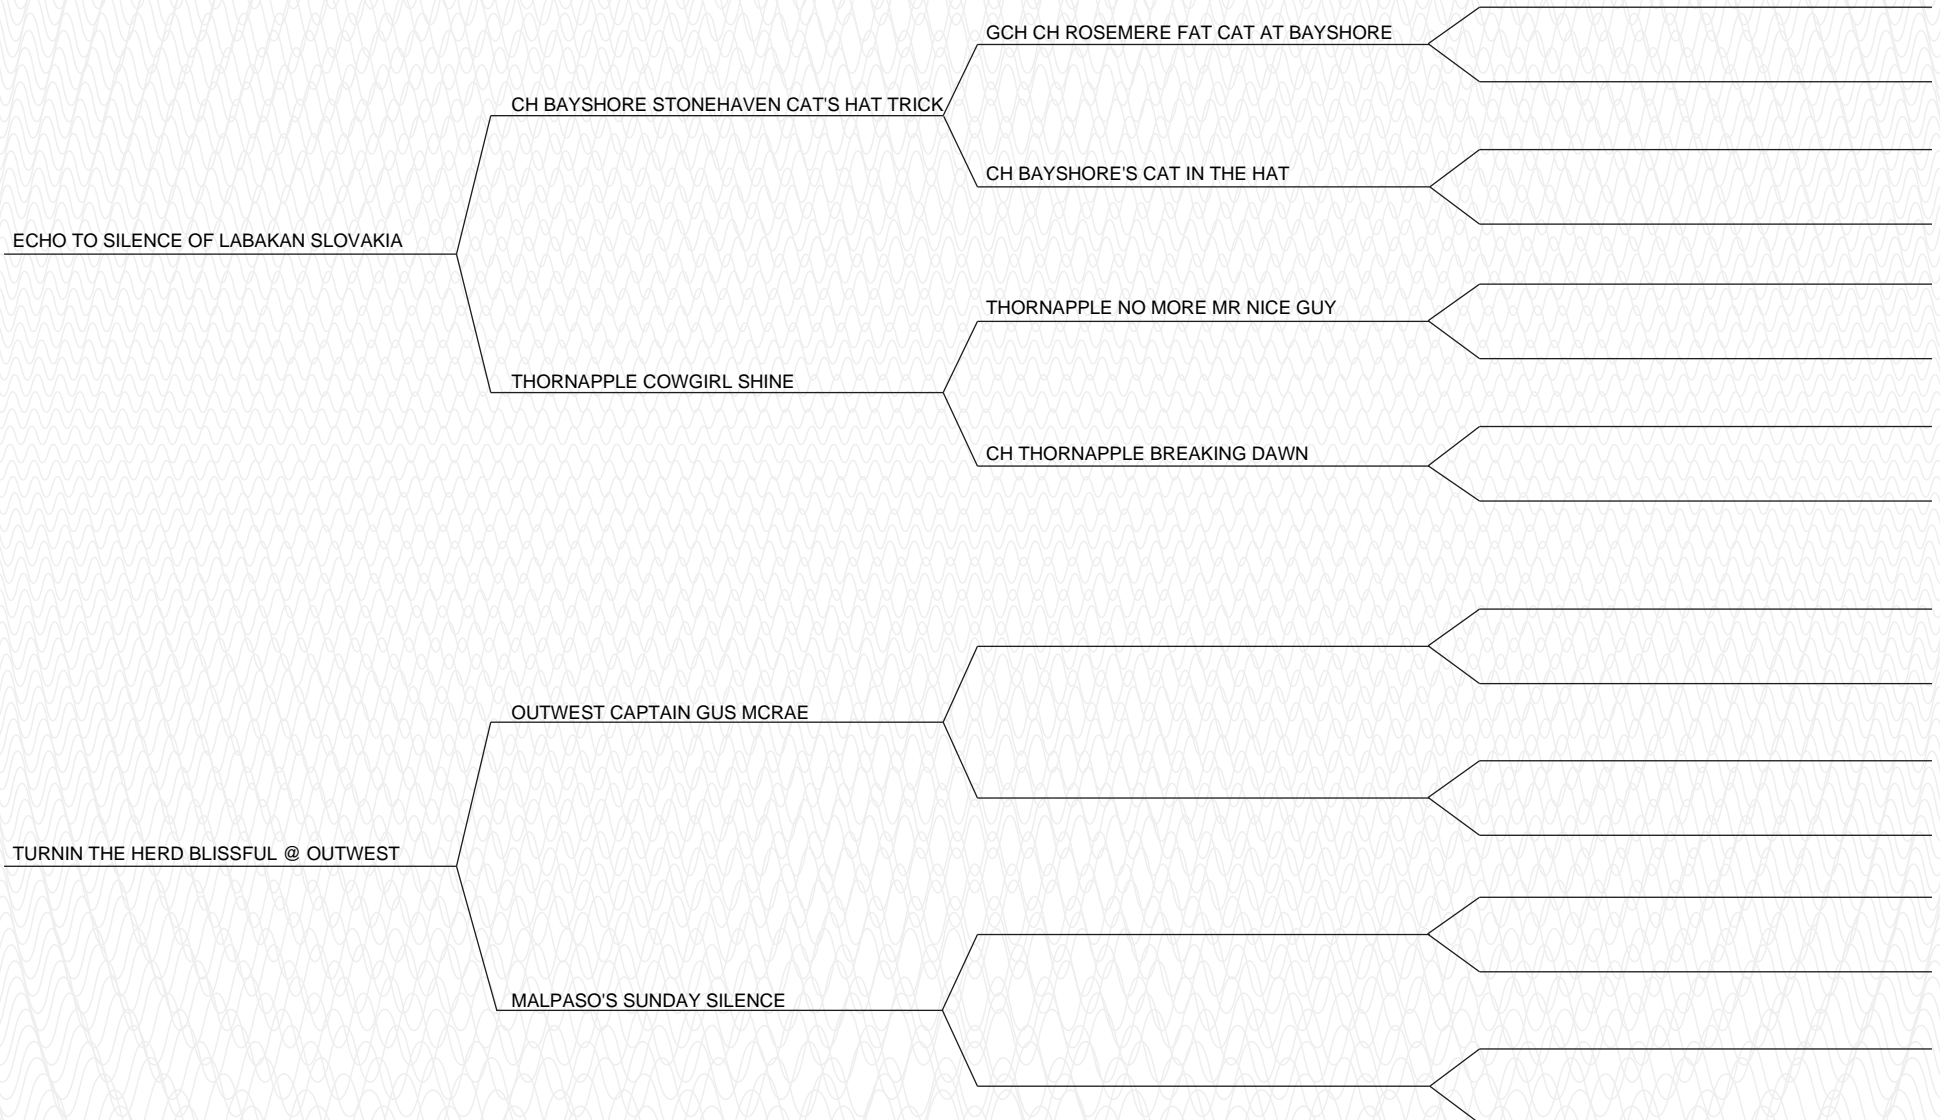 GCH CH ROSEMERE FAT CAT AT BAYSHORE
CH BAYSHORE STONEHAVEN CAT'S HAT TRICK
CH BAYSHORE'S CAT IN THE HAT
ECHO TO SILENCE OF LABAKAN SLOVAKIA
THORNAPPLE NO MORE MR NICE GUY
THORNAPPLE COWGIRL SHINE
CH THORNAPPLE BREAKING DAWN
OUTWEST CAPTAIN GUS MCRAE
TURNIN THE HERD BLISSFUL @ OUTWEST
MALPASO'S SUNDAY SILENCE